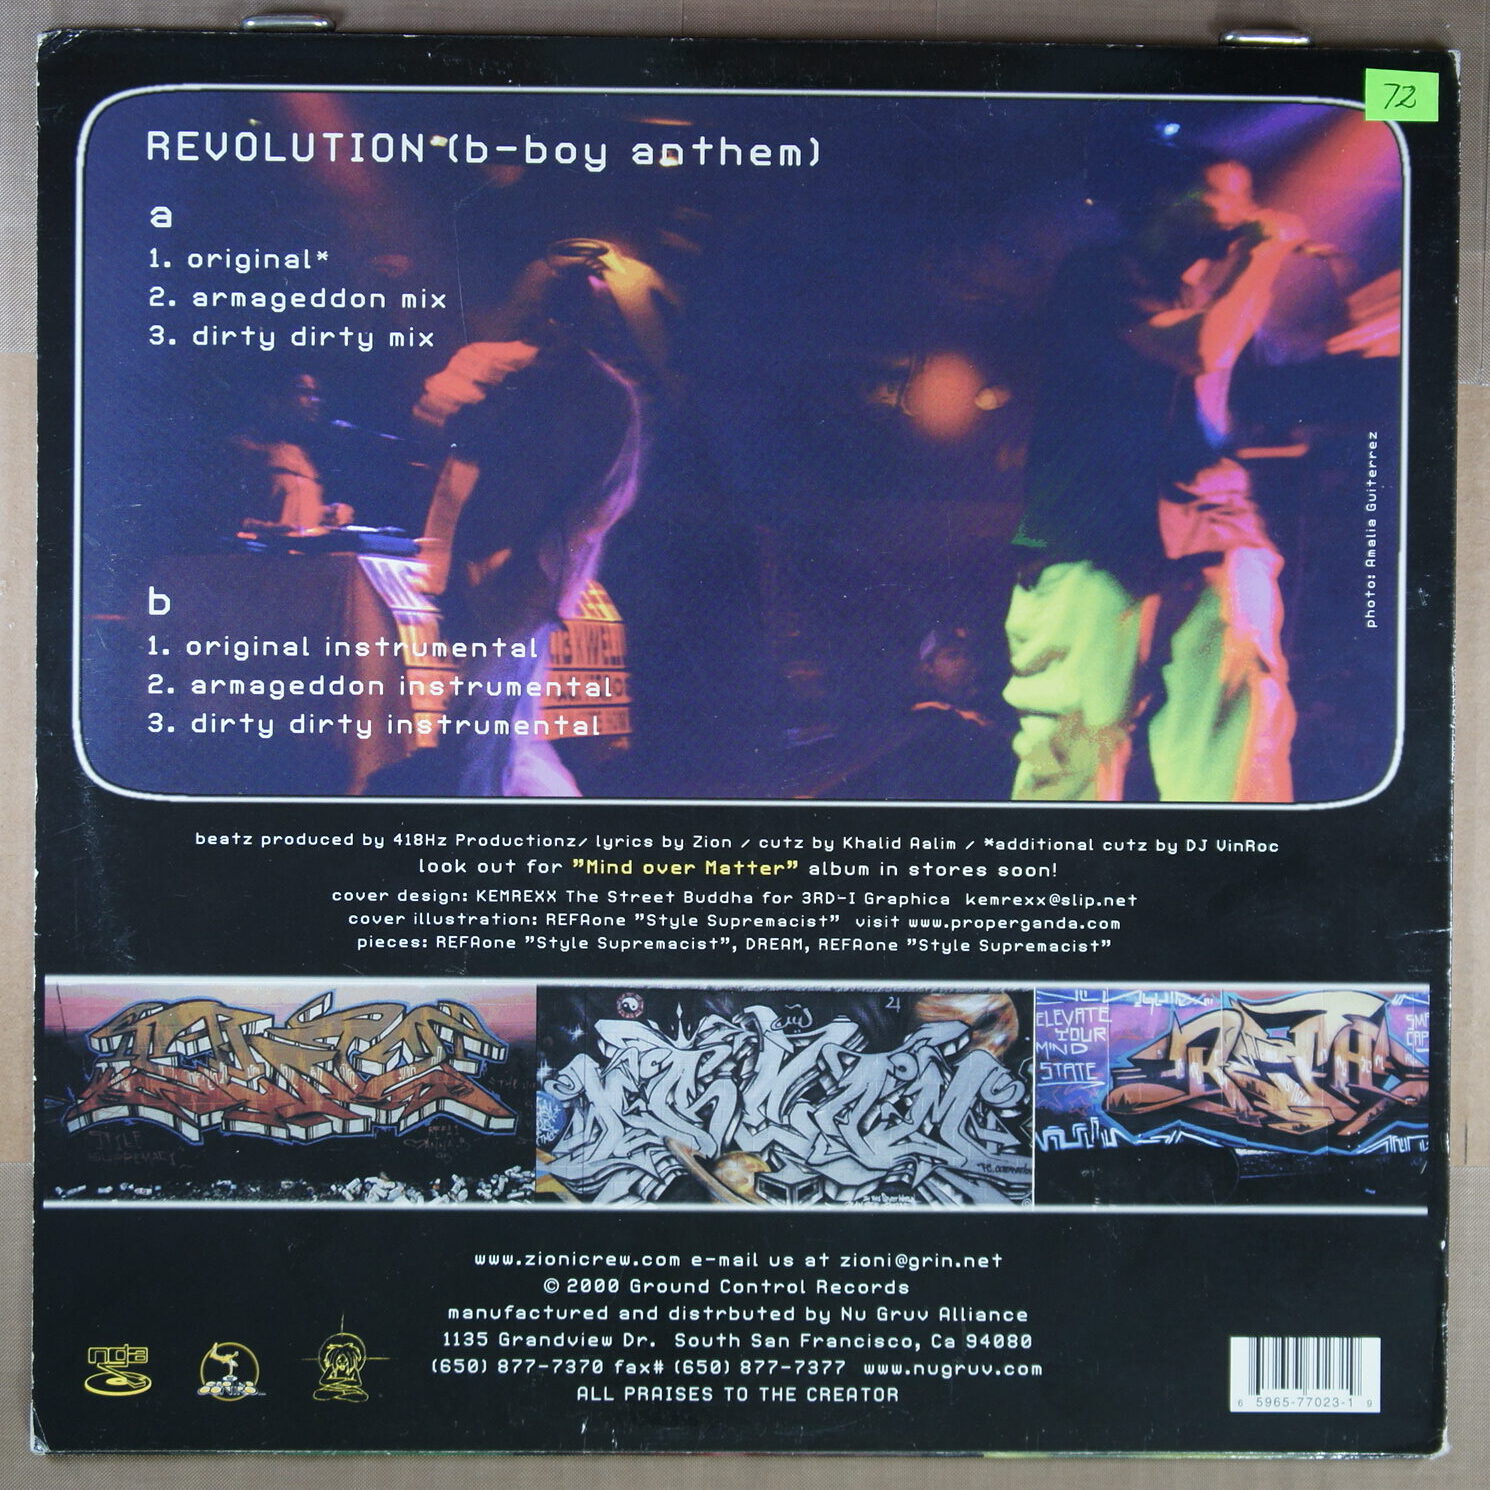 72
REVOLUTION (b-boy anthem)
a
1. original*
2. armageddon mix
3. dirty dirty mix
b
1. original instrumental
2. armageddon instrumental
3. dirty dirty instrumental
photo: Amalia Guiterrez
beatz produced by 418Hz Productionz/ lyrics by Zion / cutz by Khalid Aalim / *additional cutz by DJ VinRoc
look out for "Mind over Matter" album in stores soon!
cover design: KEMREXX The Street Buddha for 3RD-I Graphica kemrexx@slip.net
cover illustration: REFAone "Style Supremacist" visit www.properganda.com
pieces: REFAone "Style Supremacist", DREAM, REFAone "Style Supremacist"
21
ELEVATE
YOUR
MIND
STATE
www.zionicrew.com e-mail us at zioni@grin.net
© 2000 Ground Control Records
manufactured and distrbuted by Nu Gruv Alliance
1135 Grandview Dr. South San Francisco, Ca 94080
(650) 877-7370 fax# (650) 877-7377 www.nugruv.com
ALL PRAISES TO THE CREATOR
nga
6 5965-77023-1 9